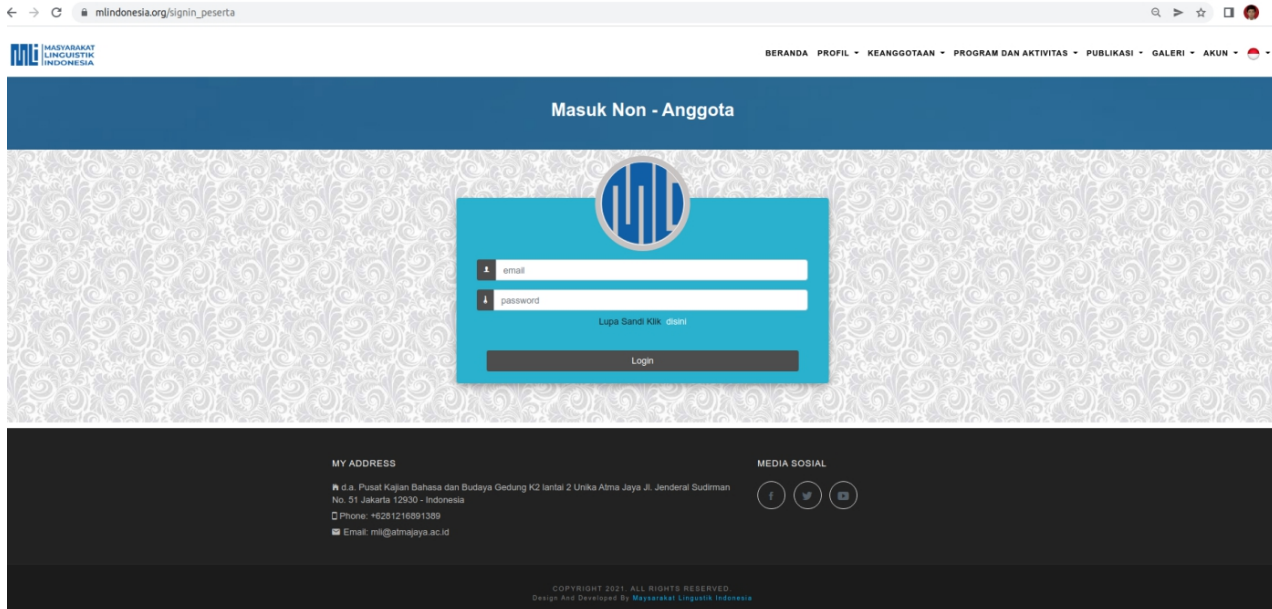 mlindonesia.org/signin_peserta
MLI MASYARAKAT
LINGUISTIK
INDONESIA
BERANDA PROFIL KEANGGOTAAN PROGRAM DAN AKTIVITAS PUBLIKASI GALERI AKUN
Masuk Non - Anggota
email
password
Lupa Sandi Klik disini
Login
MY ADDRESS
d.a. Pusat Kajian Bahasa dan Budaya Gedung K2 lantai 2 Unika Atma Jaya Jl. Jenderal Sudirman
No. 51 Jakarta 12930 - Indonesia
Phone: +6281216891389
Email: mli@atmajaya.ac.id
MEDIA SOSIAL
COPYRIGHT 2021. ALL RIGHTS RESERVED.
Design And Developed By Maysarakat Lingustik Indonesia